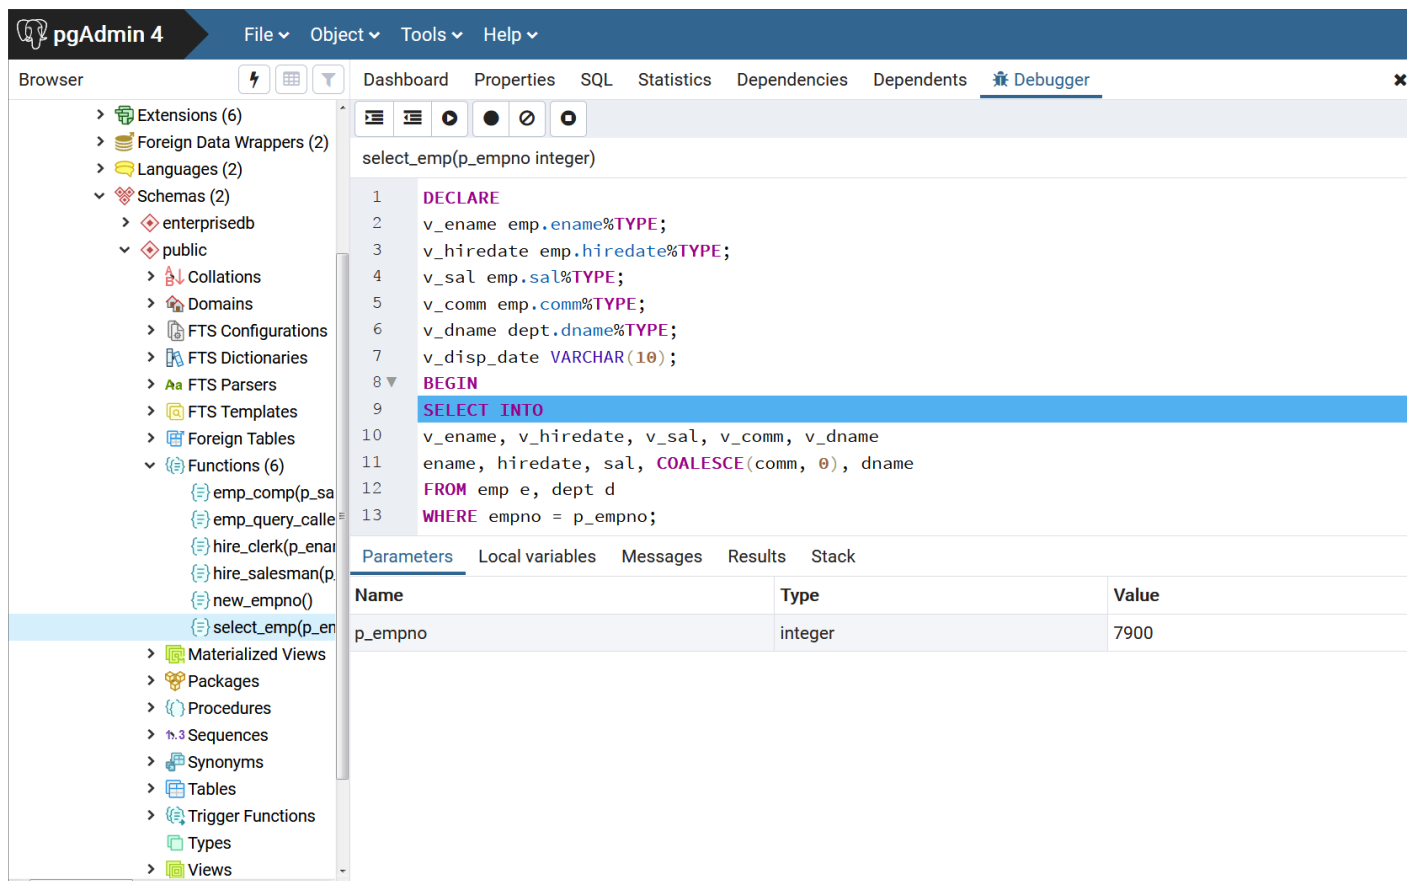 pgAdmin 4 File Object Tools Help
Browser
Dashboard Properties SQL Statistics Dependencies Dependents Debugger
Extensions (6)
Foreign Data Wrappers (2)
Languages (2)
Schemas (2)
enterprisedb
public
Collations
Domains
FTS Configurations
FTS Dictionaries
FTS Parsers
FTS Templates
Foreign Tables
Functions (6)
emp_comp(p_sa
emp_query_calle
hire_clerk(p_enar
hire_salesman(p_
new_empno()
select_emp(p_en
Materialized Views
Packages
Procedures
Sequences
Synonyms
Tables
Trigger Functions
Types
Views
select_emp(p_empno integer)
1 DECLARE
2 v_ename emp.ename%TYPE;
3 v_hiredate emp.hiredate%TYPE;
4 v_sal emp.sal%TYPE;
5 v_comm emp.comm%TYPE;
6 v_dname dept.dname%TYPE;
7 v_disp_date VARCHAR(10);
8 BEGIN
9 SELECT INTO
10 v_ename, v_hiredate, v_sal, v_comm, v_dname
11 ename, hiredate, sal, COALESCE(comm, 0), dname
12 FROM emp e, dept d
13 WHERE empno = p_empno;
Parameters Local variables Messages Results Stack
Name Type Value
p_empno integer 7900